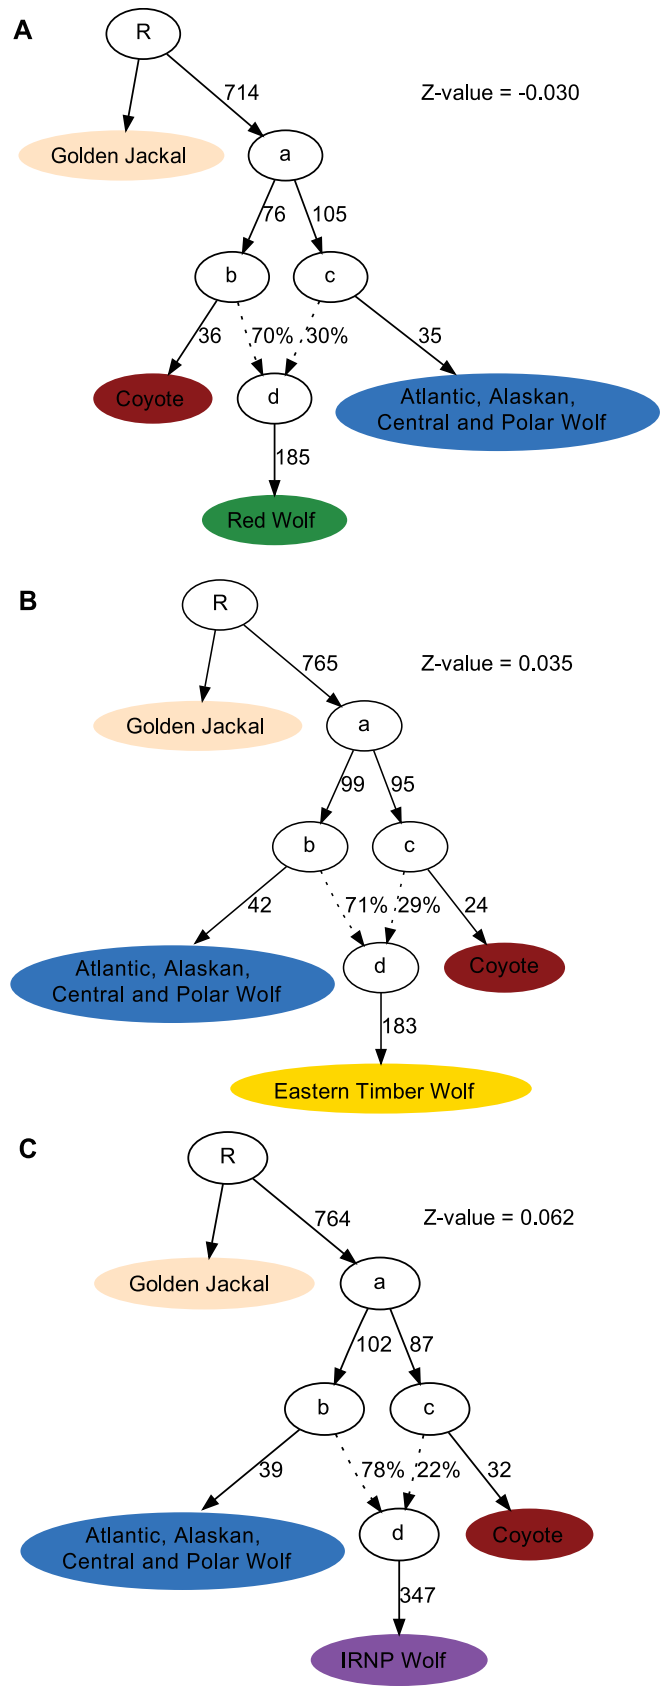 A
R
714
Z-value = -0.030
Golden Jackal
a
76
105
b
c
36
70%
30%
35
Coyote
d
Atlantic, Alaskan,
Central and Polar Wolf
185
Red Wolf
B
R
765
Z-value = 0.035
Golden Jackal
a
99
95
b
c
42
71%
29%
24
Atlantic, Alaskan,
Central and Polar Wolf
d
Coyote
183
Eastern Timber Wolf
C
R
764
Z-value = 0.062
Golden Jackal
a
102
87
b
c
39
78%
22%
32
Atlantic, Alaskan,
Central and Polar Wolf
d
Coyote
347
IRNP Wolf